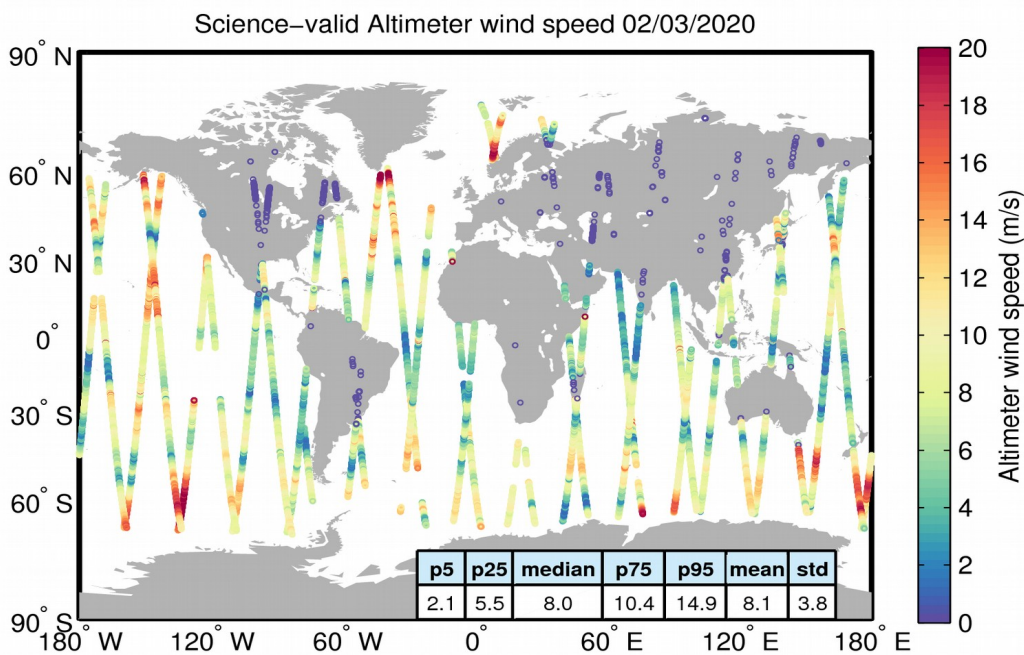 Science−valid Altimeter wind speed 02/03/2020
90° N
60° N
30° N
0°
30° S
60° S
90° S
180° W
120° W
60° W
0°
60° E
120° E
180° E
20
18
16
14
12
10
8
6
4
2
0
Altimeter wind speed (m/s)
p5 p25 median p75 p95 mean std
2.1 5.5 8.0 10.4 14.9 8.1 3.8